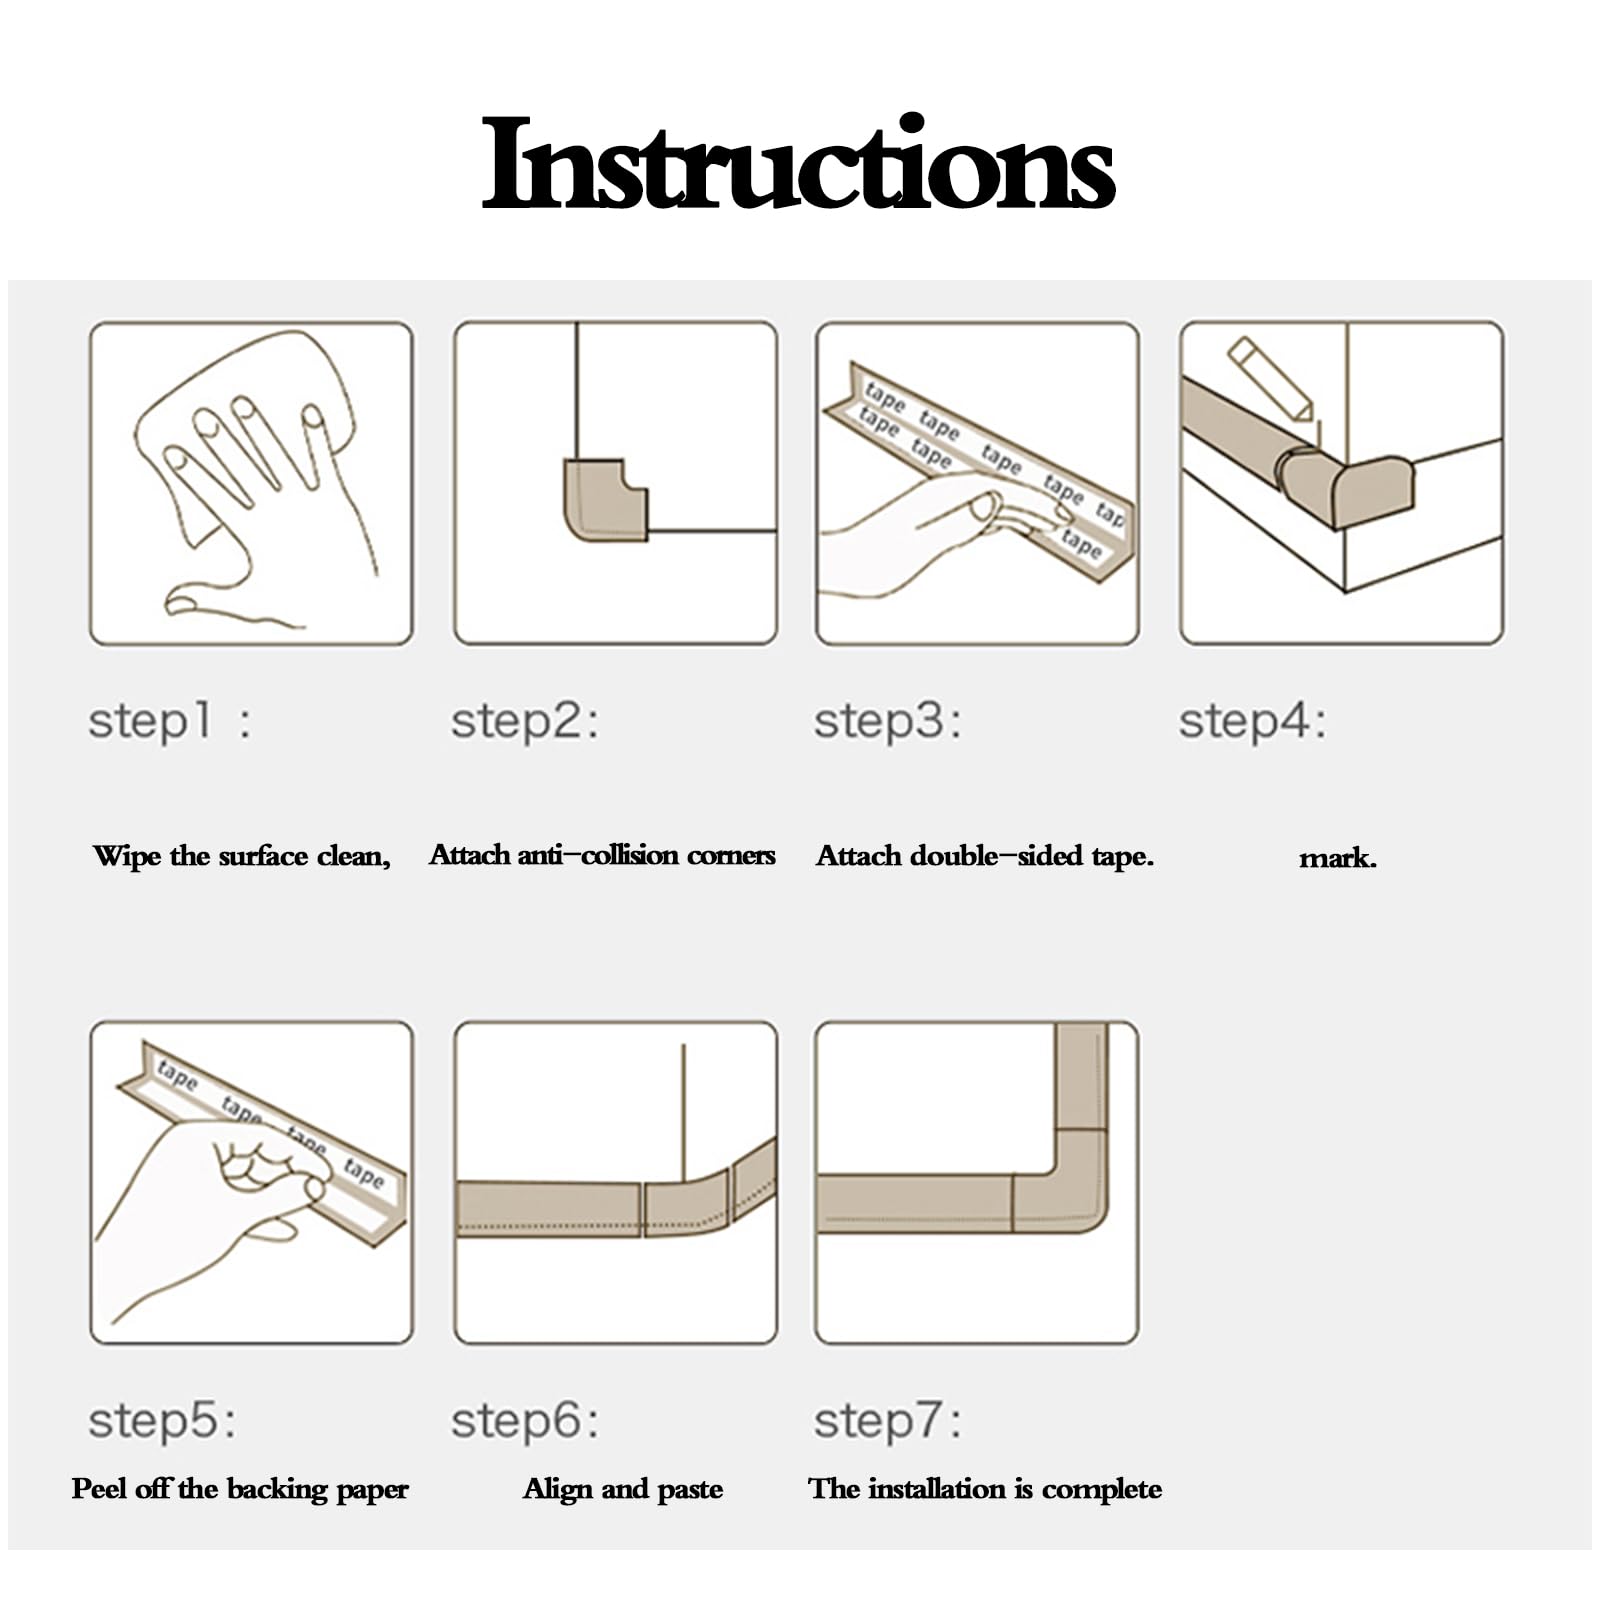 Instructions
tape tape tape tape tap
tape tape tape
step1 :
step2:
step3:
step4:
Wipe the surface clean,
Attach anti-collision corners
Attach double-sided tape.
mark.
tape tape tape tape
step5:
step6:
step7:
Peel off the backing paper
Align and paste
The installation is complete